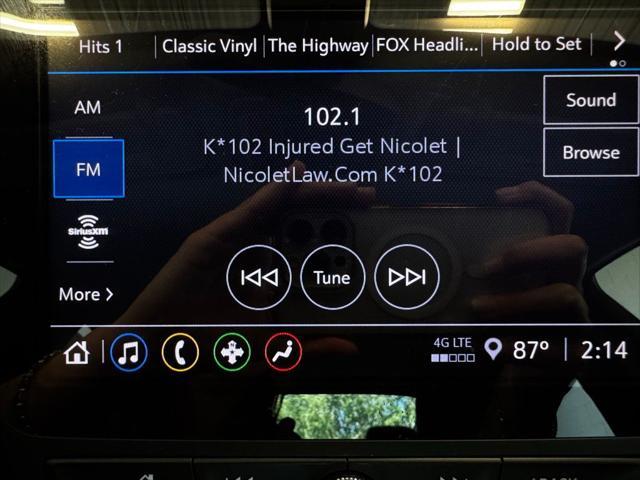 Hits 1 Classic Vinyl The Highway FOX Headli... Hold to Set
AM
102.1
Sound
K*102 Injured Get Nicolet |
Browse
FM
NicoletLaw.Com K*102
SiriusXM
Tune
More
4G LTE
87° 2:14